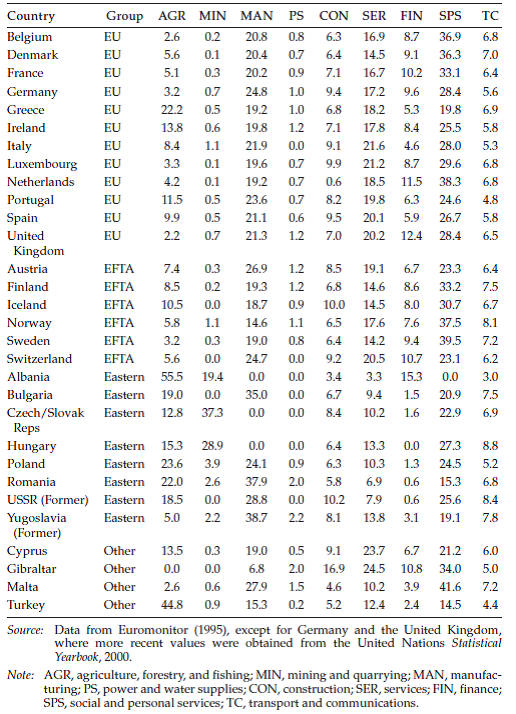 Country Group AGR MIN MAN PS CON SER FIN SPS TC
Belgium EU 2.6 0.2 20.8 0.8 6.3 16.9 8.7 36.9 6.8
Denmark EU 5.6 0.1 20.4 0.7 6.4 14.5 9.1 36.3 7.0
France EU 5.1 0.3 20.2 0.9 7.1 16.7 10.2 33.1 6.4
Germany EU 3.2 0.7 24.8 1.0 9.4 17.2 9.6 28.4 5.6
Greece EU 22.2 0.5 19.2 1.0 6.8 18.2 5.3 19.8 6.9
Ireland EU 13.8 0.6 19.8 1.2 7.1 17.8 8.4 25.5 5.8
Italy EU 8.4 1.1 21.9 0.0 9.1 21.6 4.6 28.0 5.3
Luxembourg EU 3.3 0.1 19.6 0.7 9.9 21.2 8.7 29.6 6.8
Netherlands EU 4.2 0.1 19.2 0.7 0.6 18.5 11.5 38.3 6.8
Portugal EU 11.5 0.5 23.6 0.7 8.2 19.8 6.3 24.6 4.8
Spain EU 9.9 0.5 21.1 0.6 9.5 20.1 5.9 26.7 5.8
United EU 2.2 0.7 21.3 1.2 7.0 20.2 12.4 28.4 6.5
Kingdom
Austria EFTA 7.4 0.3 26.9 1.2 8.5 19.1 6.7 23.3 6.4
Finland EFTA 8.5 0.2 19.3 1.2 6.8 14.6 8.6 33.2 7.5
Iceland EFTA 10.5 0.0 18.7 0.9 10.0 14.5 8.0 30.7 6.7
Norway EFTA 5.8 1.1 14.6 1.1 6.5 17.6 7.6 37.5 8.1
Sweden EFTA 3.2 0.3 19.0 0.8 6.4 14.2 9.4 39.5 7.2
Switzerland EFTA 5.6 0.0 24.7 0.0 9.2 20.5 10.7 23.1 6.2
Albania Eastern 55.5 19.4 0.0 0.0 3.4 3.3 15.3 0.0 3.0
Bulgaria Eastern 19.0 0.0 35.0 0.0 6.7 9.4 1.5 20.9 7.5
Czech/Slovak Eastern 12.8 37.3 0.0 0.0 8.4 10.2 1.6 22.9 6.9
Reps
Hungary Eastern 15.3 28.9 0.0 0.0 6.4 13.3 0.0 27.3 8.8
Poland Eastern 23.6 3.9 24.1 0.9 6.3 10.3 1.3 24.5 5.2
Romania Eastern 22.0 2.6 37.9 2.0 5.8 6.9 0.6 15.3 6.8
USSR (Former) Eastern 18.5 0.0 28.8 0.0 10.2 7.9 0.6 25.6 8.4
Yugoslavia Eastern 5.0 2.2 38.7 2.2 8.1 13.8 3.1 19.1 7.8
(Former)
Cyprus Other 13.5 0.3 19.0 0.5 9.1 23.7 6.7 21.2 6.0
Gibraltar Other 0.0 0.0 6.8 2.0 16.9 24.5 10.8 34.0 5.0
Malta Other 2.6 0.6 27.9 1.5 4.6 10.2 3.9 41.6 7.2
Turkey Other 44.8 0.9 15.3 0.2 5.2 12.4 2.4 14.5 4.4
Source: Data from Euromonitor (1995), except for Germany and the United Kingdom,
where more recent values were obtained from the United Nations Statistical
Yearbook, 2000.
Note: AGR, agriculture, forestry, and fishing; MIN, mining and quarrying; MAN, manufac-
turing; PS, power and water supplies; CON, construction; SER, services; FIN, finance;
SPS, social and personal services; TC, transport and communications.